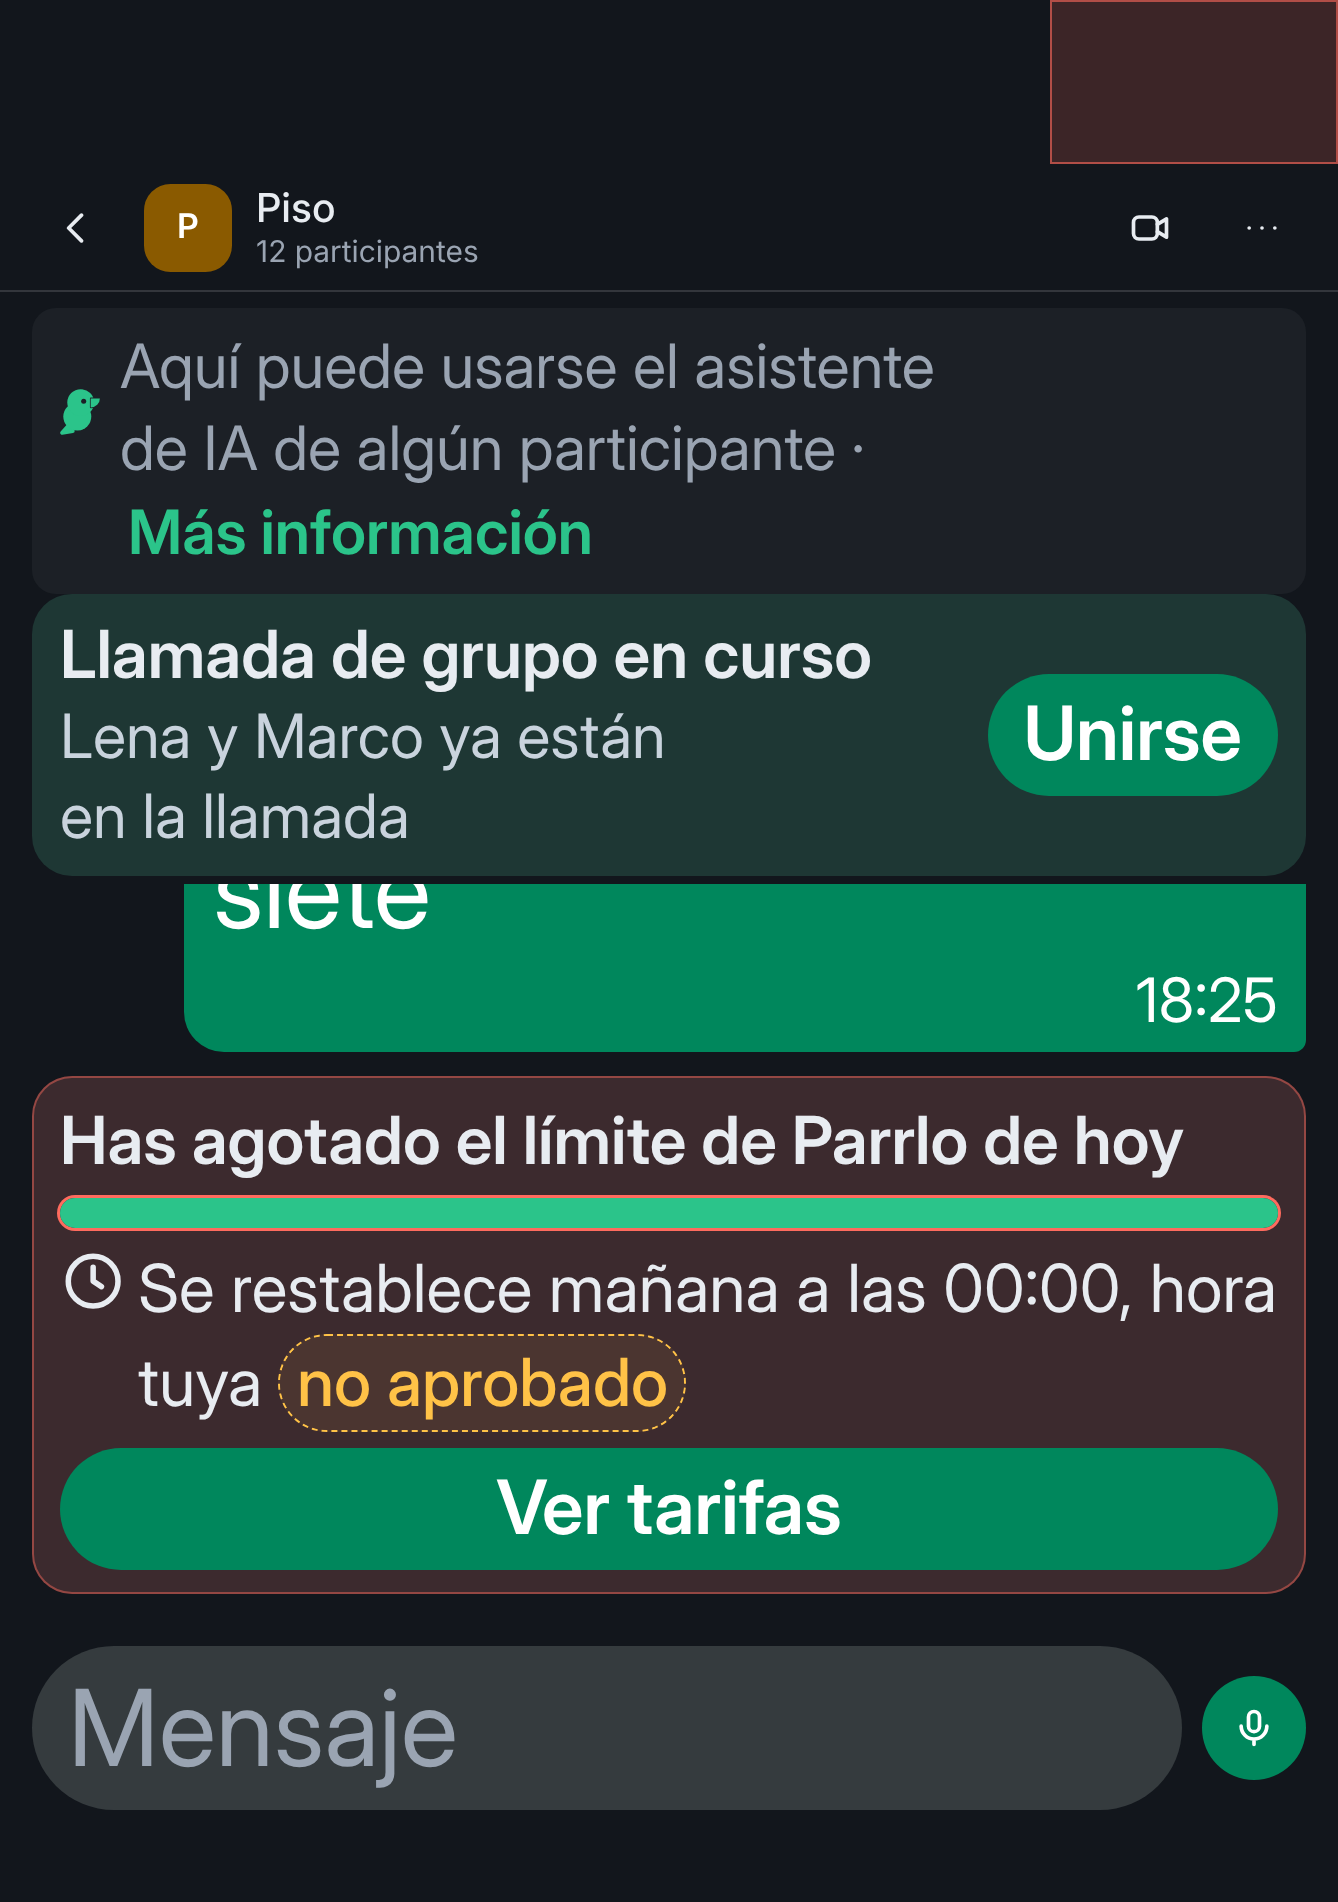 P
Piso
12 participantes
Aquí puede usarse el asistente
de IA de algún participante ·
Más información
Llamada de grupo en curso
Lena y Marco ya están
en la llamada
Unirse
siete
18:25
Has agotado el límite de Parrlo de hoy
Se restablece mañana a las 00:00, hora
tuya no aprobado
Ver tarifas
Mensaje